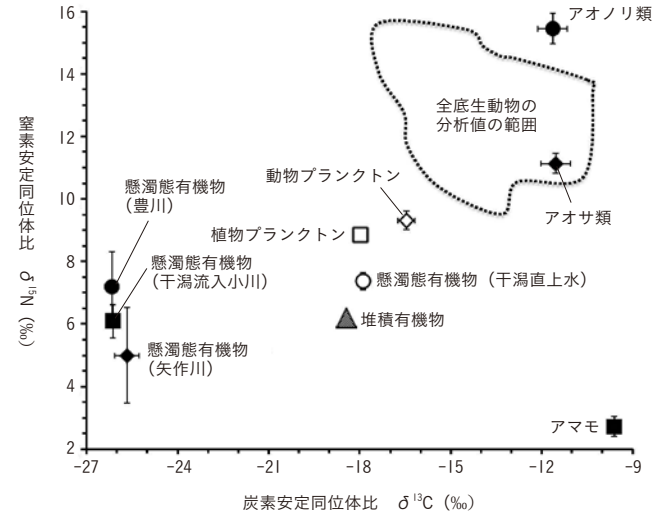 16
14
12
10
8
6
4
2
窒素安定同位体比 δ¹⁵N（‰）
アオノリ類
全底生動物の
分析値の範囲
動物プランクトン
アオサ類
懸濁態有機物
（豊川）
植物プランクトン
懸濁態有機物
（干潟流入小川）
懸濁態有機物（干潟直上水）
堆積有機物
懸濁態有機物
（矢作川）
アマモ
-27 -24 -21 -18 -15 -12 -9
炭素安定同位体比 δ¹³C（‰）